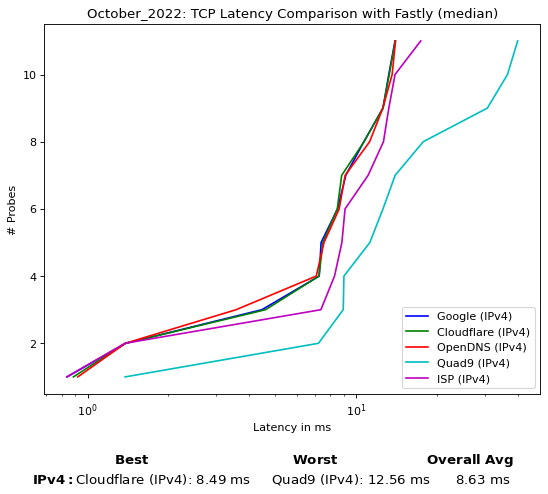 October_2022: TCP Latency Comparison with Fastly (median)
# Probes
10
8
6
4
2
Google (IPv4)
Cloudflare (IPv4)
OpenDNS (IPv4)
Quad9 (IPv4)
ISP (IPv4)
10⁰ 10¹
Latency in ms
Best Worst Overall Avg
IPv4: Cloudflare (IPv4): 8.49 ms Quad9 (IPv4): 12.56 ms 8.63 ms